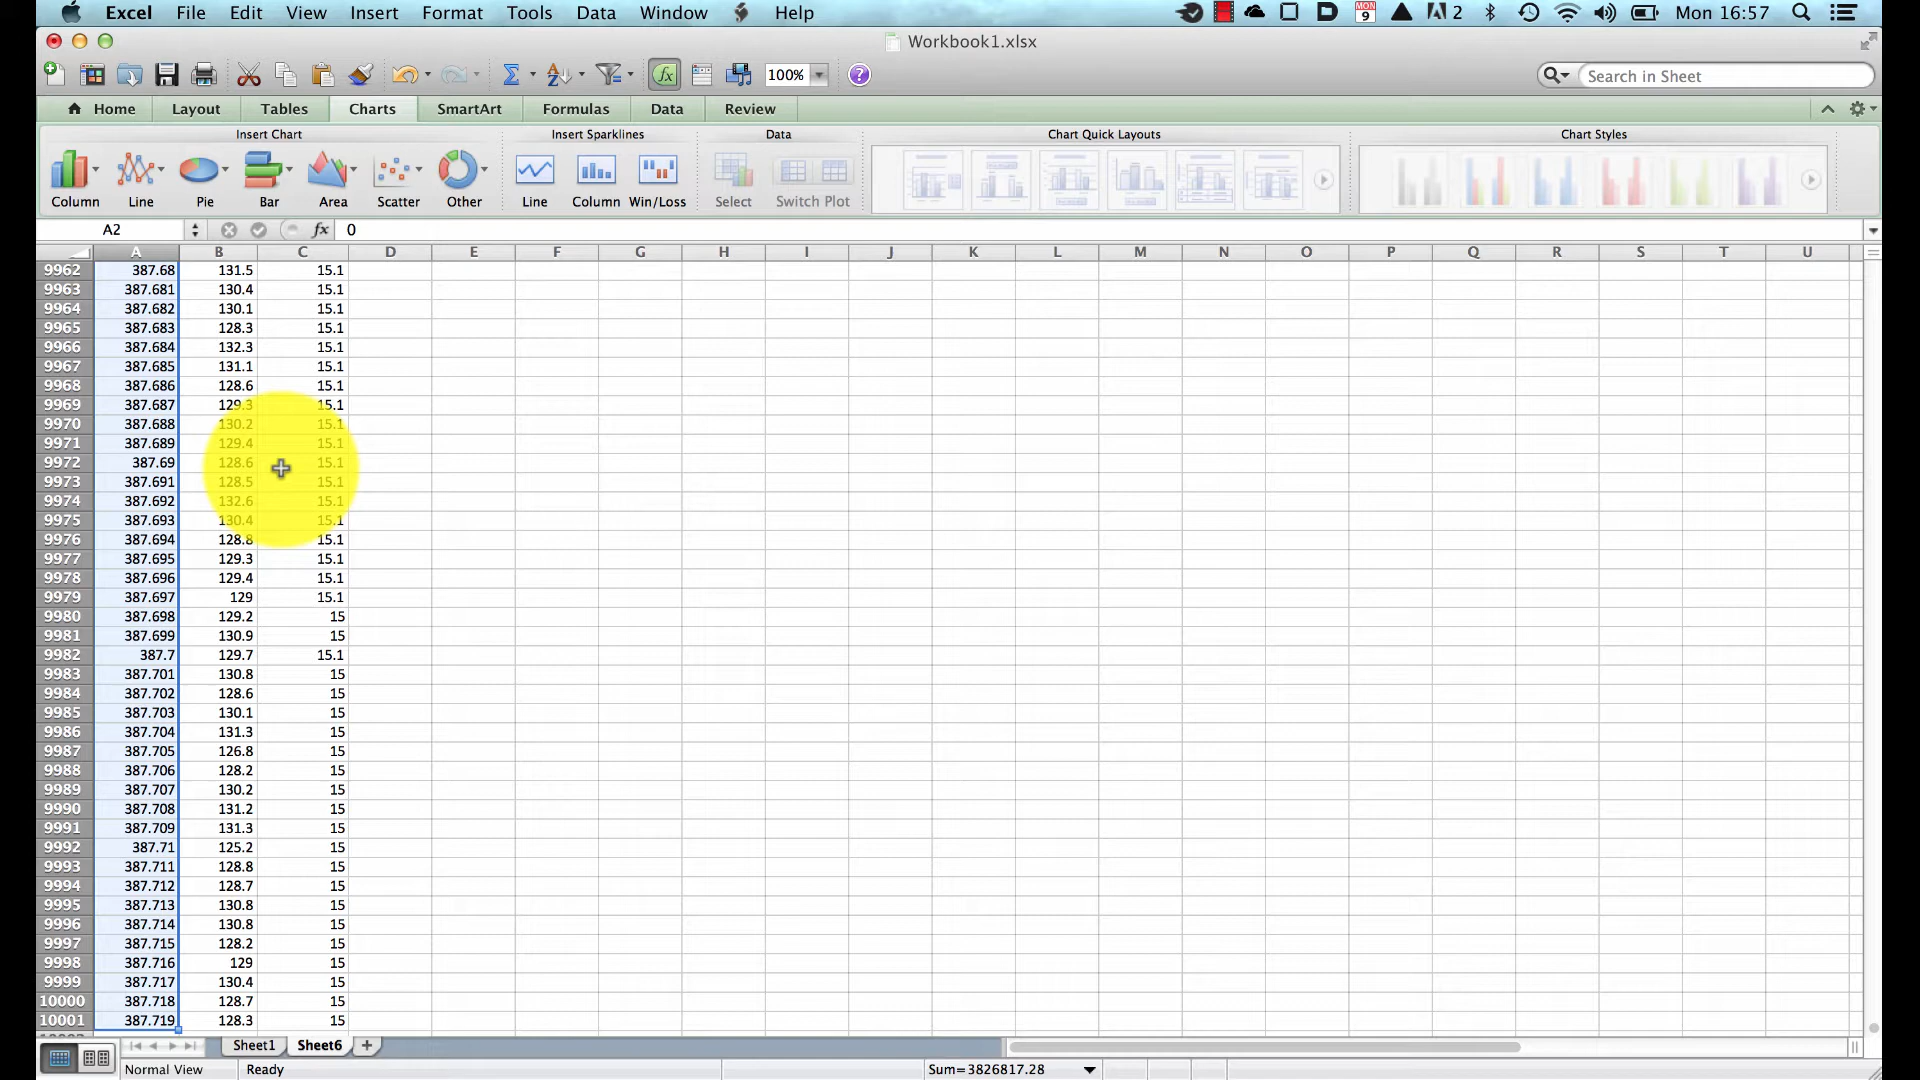 Excel File Edit View Insert Format Tools Data Window Help MON 9 2 Mon 16:57
Workbook1.xlsx
100% ? Search in Sheet
Home Layout Tables Charts SmartArt Formulas Data Review
Insert Chart Insert Sparklines Data Chart Quick Layouts Chart Styles
Column Line Pie Bar Area Scatter Other Line Column Win/Loss Select Switch Plot
A2 fx 0
A B C D E F G H I J K L M N O P Q R S T U
9962 387.68 131.5 15.1
9963 387.681 130.4 15.1
9964 387.682 130.1 15.1
9965 387.683 128.3 15.1
9966 387.684 132.3 15.1
9967 387.685 131.1 15.1
9968 387.686 128.6 15.1
9969 387.687 129.3 15.1
9970 387.688 130.2 15.1
9971 387.689 129.4 15.1
9972 387.69 128.6 15.1
9973 387.691 128.5 15.1
9974 387.692 132.6 15.1
9975 387.693 130.4 15.1
9976 387.694 128.8 15.1
9977 387.695 129.3 15.1
9978 387.696 129.4 15.1
9979 387.697 129 15.1
9980 387.698 129.2 15
9981 387.699 130.9 15
9982 387.7 129.7 15.1
9983 387.701 130.8 15
9984 387.702 128.6 15
9985 387.703 130.1 15
9986 387.704 131.3 15
9987 387.705 126.8 15
9988 387.706 128.2 15
9989 387.707 130.2 15
9990 387.708 131.2 15
9991 387.709 131.3 15
9992 387.71 125.2 15
9993 387.711 128.8 15
9994 387.712 128.7 15
9995 387.713 130.8 15
9996 387.714 130.8 15
9997 387.715 128.2 15
9998 387.716 129 15
9999 387.717 130.4 15
10000 387.718 128.7 15
10001 387.719 128.3 15
Sheet1 Sheet6
Normal View Ready Sum=3826817.28